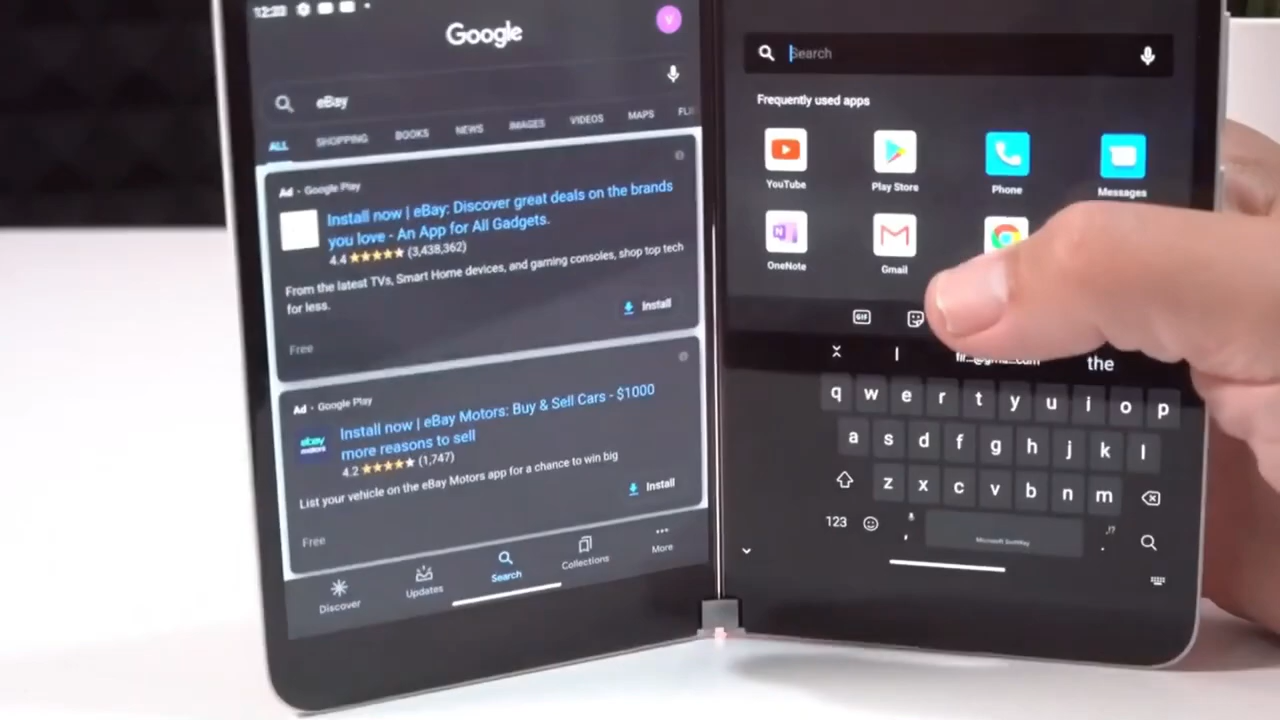 12:33
Google
V
eBay
ALL
SHOPPING
BOOKS
NEWS
IMAGES
VIDEOS
MAPS
Ad · Google Play
Install now | eBay: Discover great deals on the brands
you love - An App for All Gadgets.
4.4 (3,438,362)
From the latest TVs, Smart Home devices, and gaming consoles, shop top tech
for less.
Install
Free
Ad · Google Play
ebay
motors
Install now | eBay Motors: Buy & Sell Cars - $1000
more reasons to sell
4.2 (1,747)
List your vehicle on the eBay Motors app for a chance to win big
Install
Free
Discover
Updates
Search
Collections
More
Search
Frequently used apps
YouTube
Play Store
Phone
Messages
N
OneNote
Gmail
GIF
I
the
q w e r t y u i o p
a s d f g h j k l
z x c v b n m
123 , . ,!?
Microsoft SwiftKey